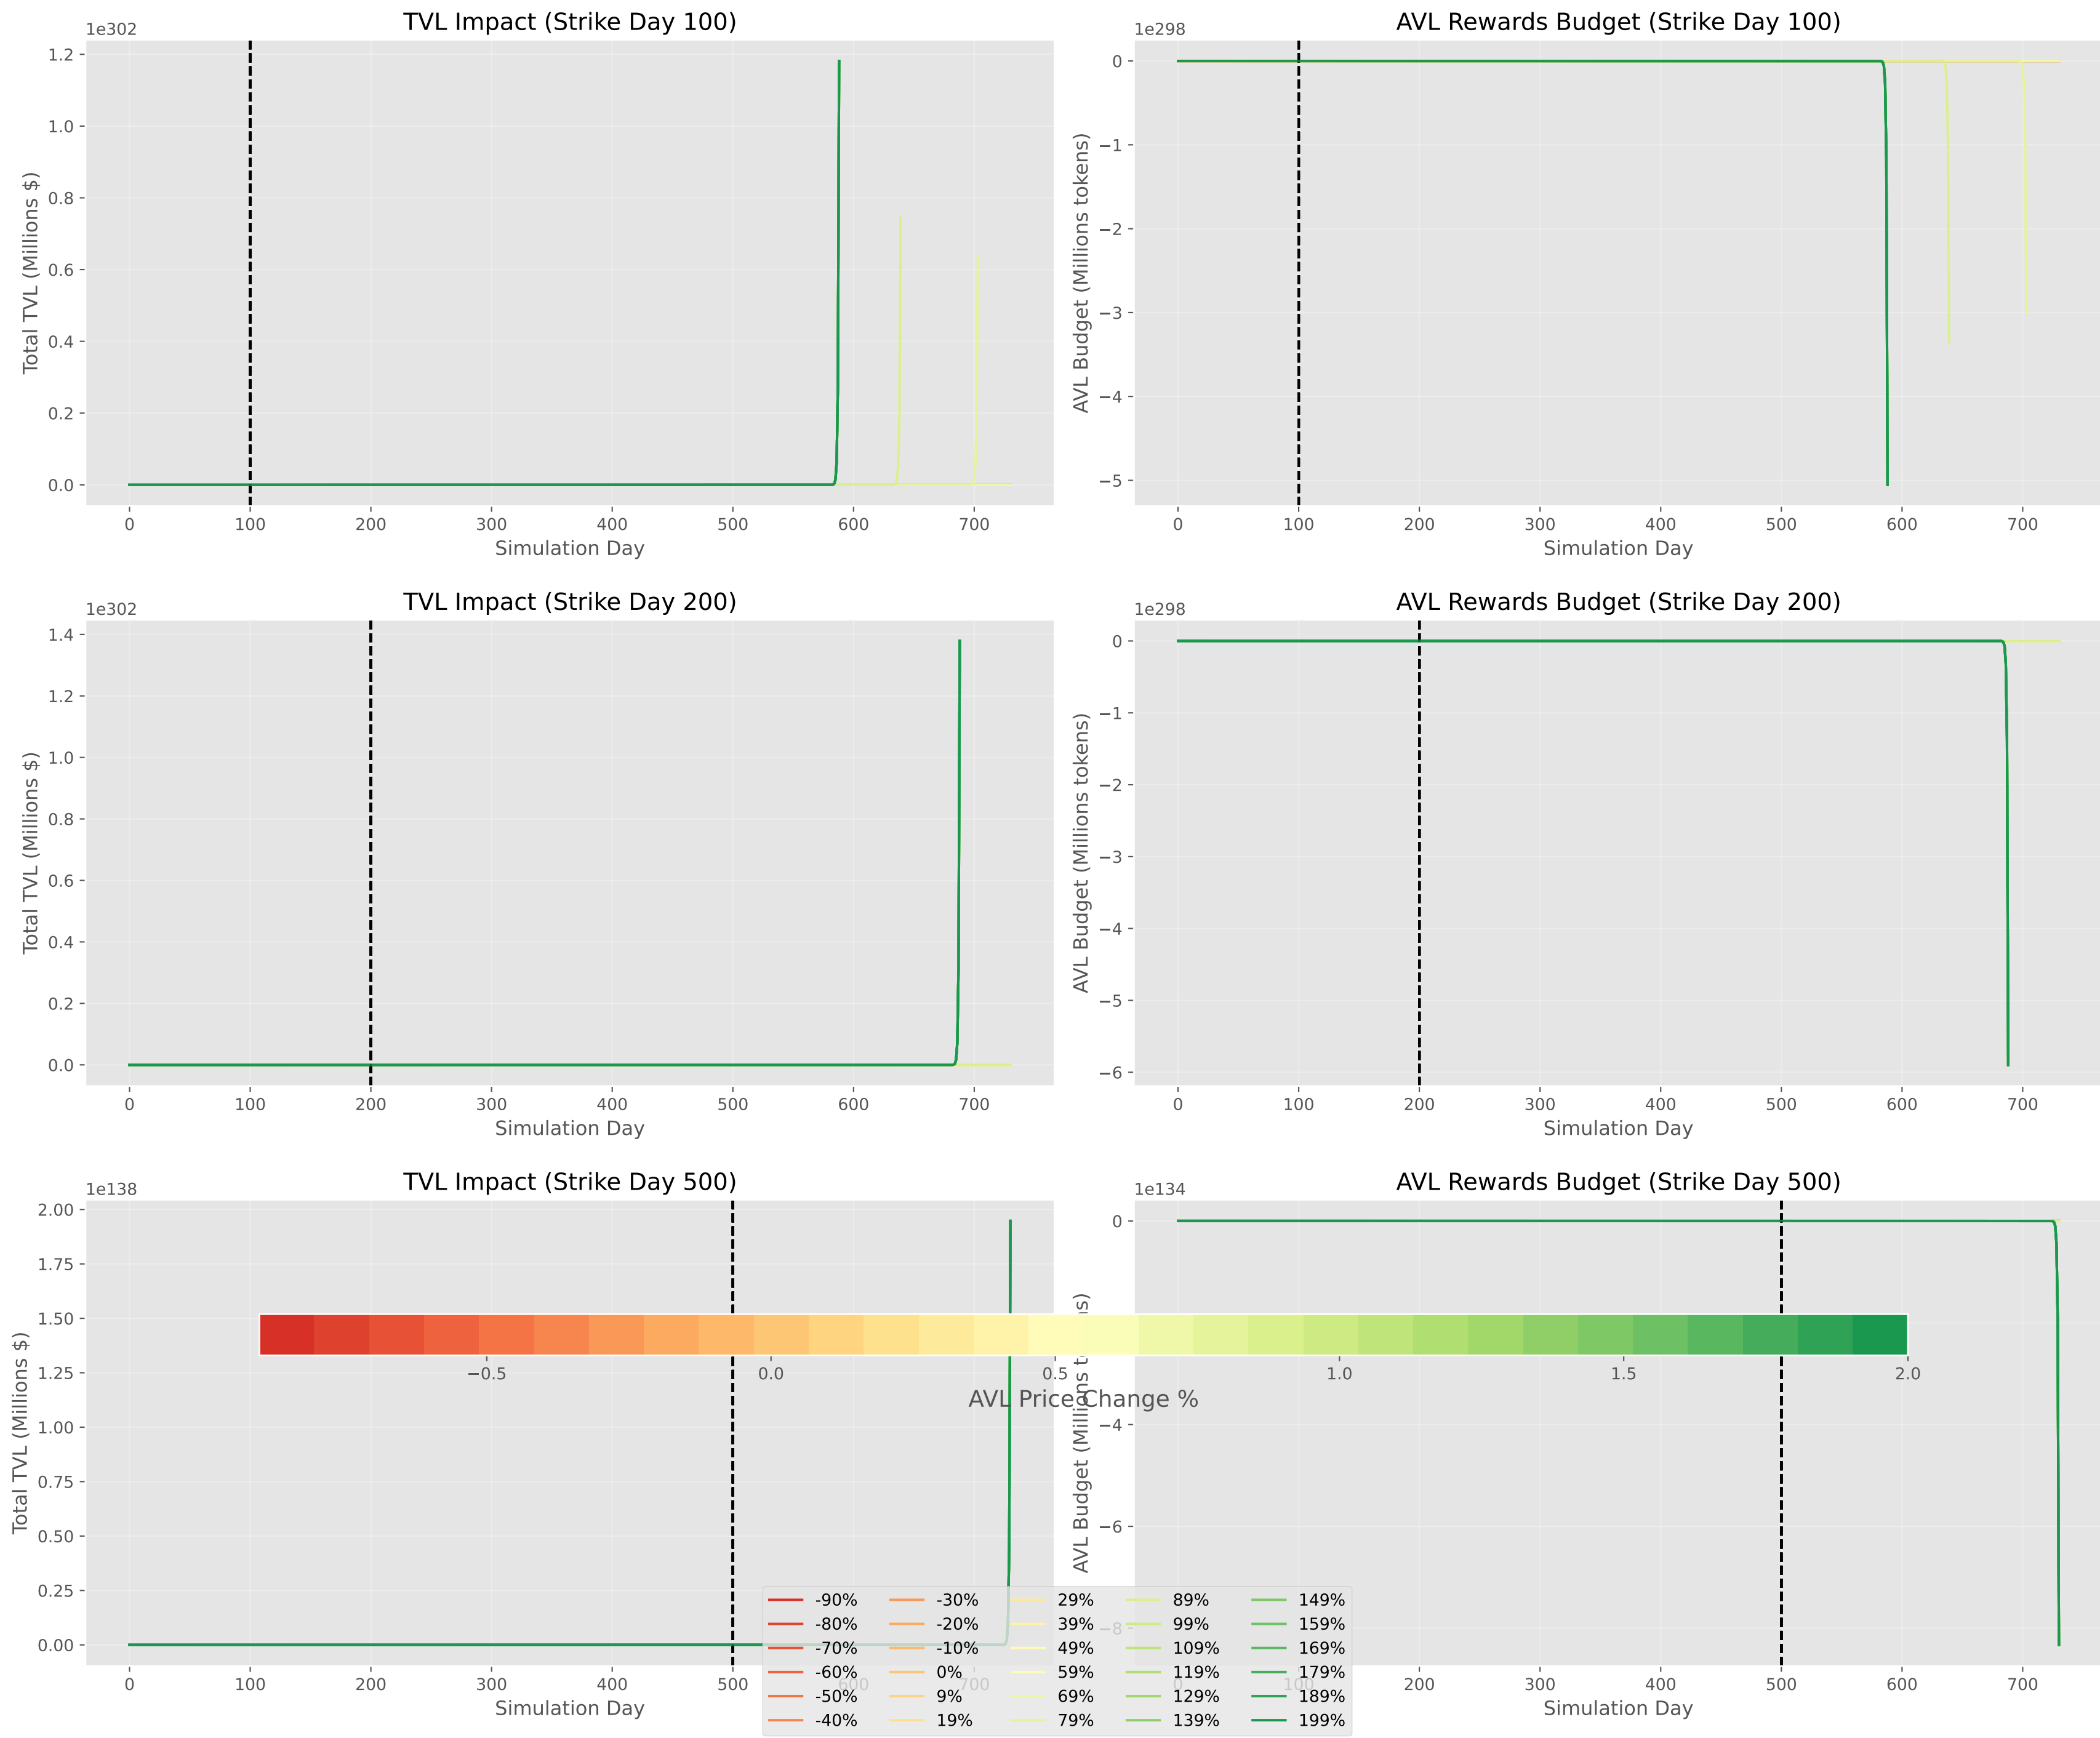 TVL Impact (Strike Day 100)
1e302
Total TVL (Millions $)
1.2
1.0
0.8
0.6
0.4
0.2
0.0
0 100 200 300 400 500 600 700
Simulation Day
AVL Rewards Budget (Strike Day 100)
1e298
AVL Budget (Millions tokens)
0
−1
−2
−3
−4
−5
0 100 200 300 400 500 600 700
Simulation Day
TVL Impact (Strike Day 200)
1e302
Total TVL (Millions $)
1.4
1.2
1.0
0.8
0.6
0.4
0.2
0.0
0 100 200 300 400 500 600 700
Simulation Day
AVL Rewards Budget (Strike Day 200)
1e298
AVL Budget (Millions tokens)
0
−1
−2
−3
−4
−5
−6
0 100 200 300 400 500 600 700
Simulation Day
TVL Impact (Strike Day 500)
1e138
Total TVL (Millions $)
2.00
1.75
1.50
1.25
1.00
0.75
0.50
0.25
0.00
0 100 200 300 400 500 600 700
Simulation Day
AVL Rewards Budget (Strike Day 500)
1e134
AVL Budget (Millions tokens)
0
−4
−6
−8
0 100 200 300 400 500 600 700
Simulation Day
−0.5 0.0 0.5 1.0 1.5 2.0
AVL Price Change %
-90% -30% 29% 89% 149%
-80% -20% 39% 99% 159%
-70% -10% 49% 109% 169%
-60% 0% 59% 119% 179%
-50% 9% 69% 129% 189%
-40% 19% 79% 139% 199%